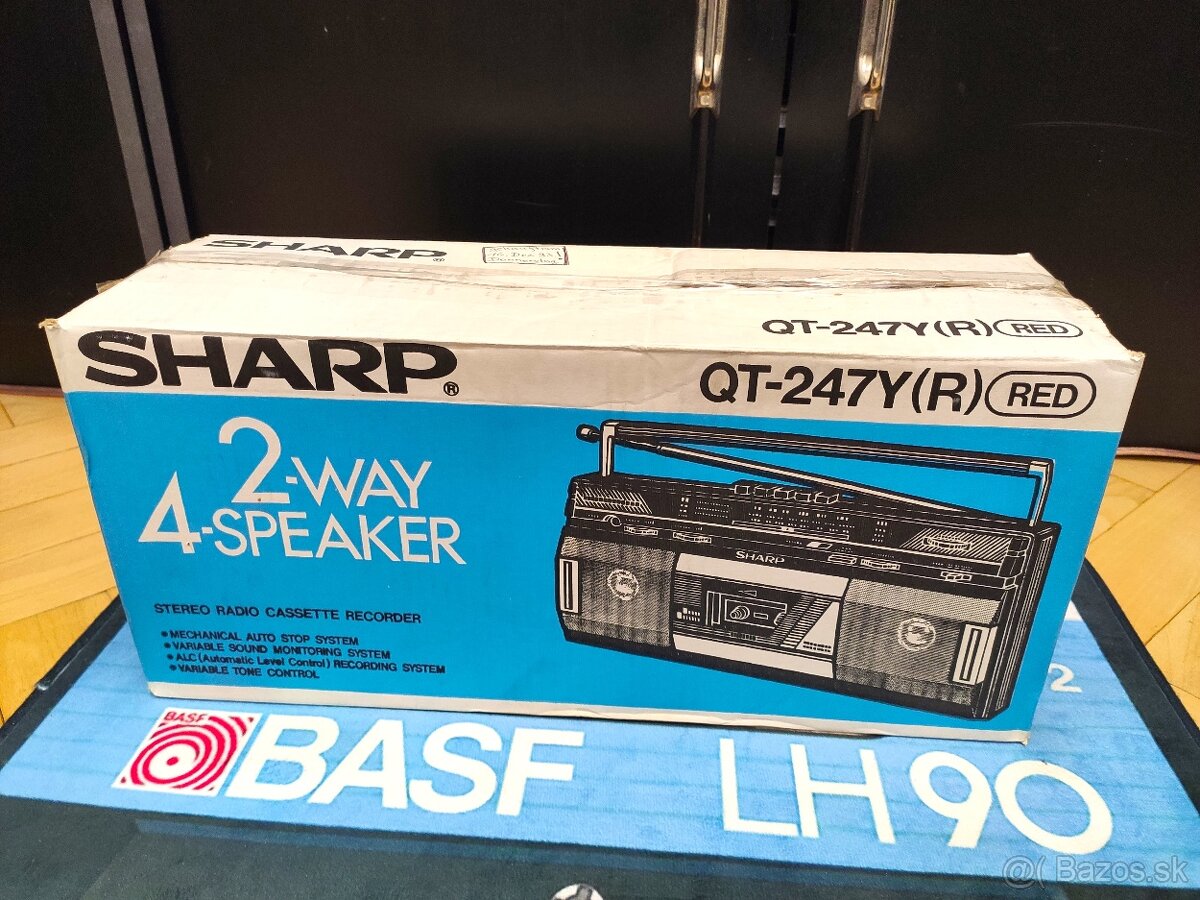 SHARP®
QT-247Y(R) RED
SHARP®
QT-247Y(R) RED
2-WAY
4-SPEAKER
SHARP
STEREO RADIO CASSETTE RECORDER
•MECHANICAL AUTO STOP SYSTEM
•VARIABLE SOUND MONITORING SYSTEM
•ALC (Automatic Level Control) RECORDING SYSTEM
•VARIABLE TONE CONTROL
2
BASF
BASF LH 90
@( Bazos.sk